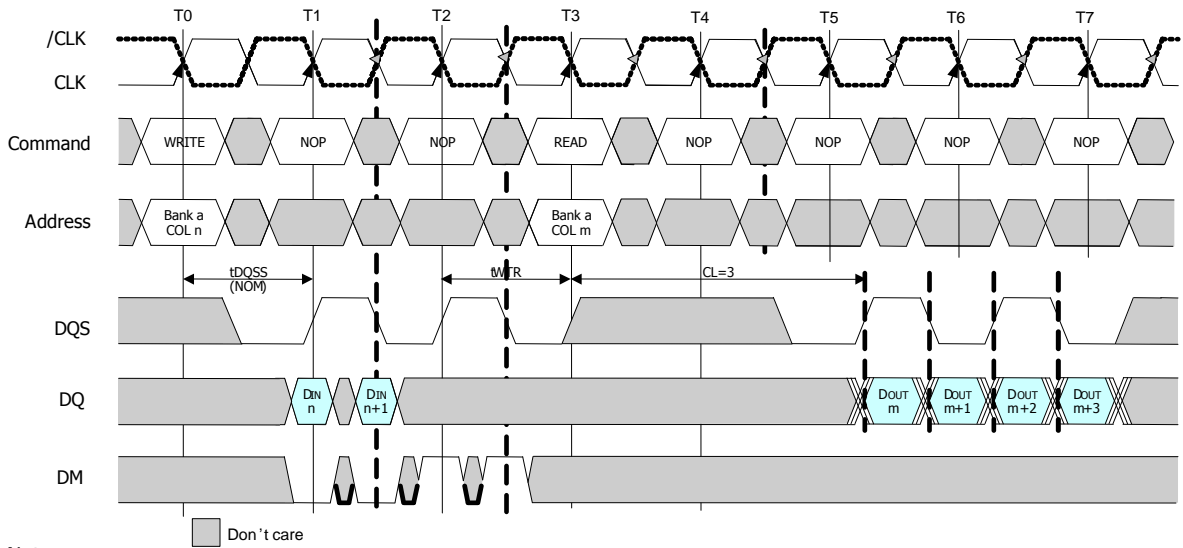 T0 T1 T2 T3 T4 T5 T6 T7
/CLK
CLK
Command WRITE NOP NOP READ NOP NOP NOP NOP
Address Bank a COL n Bank a COL m
tDQSS (NOM) tWTR CL=3
DQS
DQ DIN n DIN n+1 DOUT m DOUT m+1 DOUT m+2 DOUT m+3
DM
Don't care